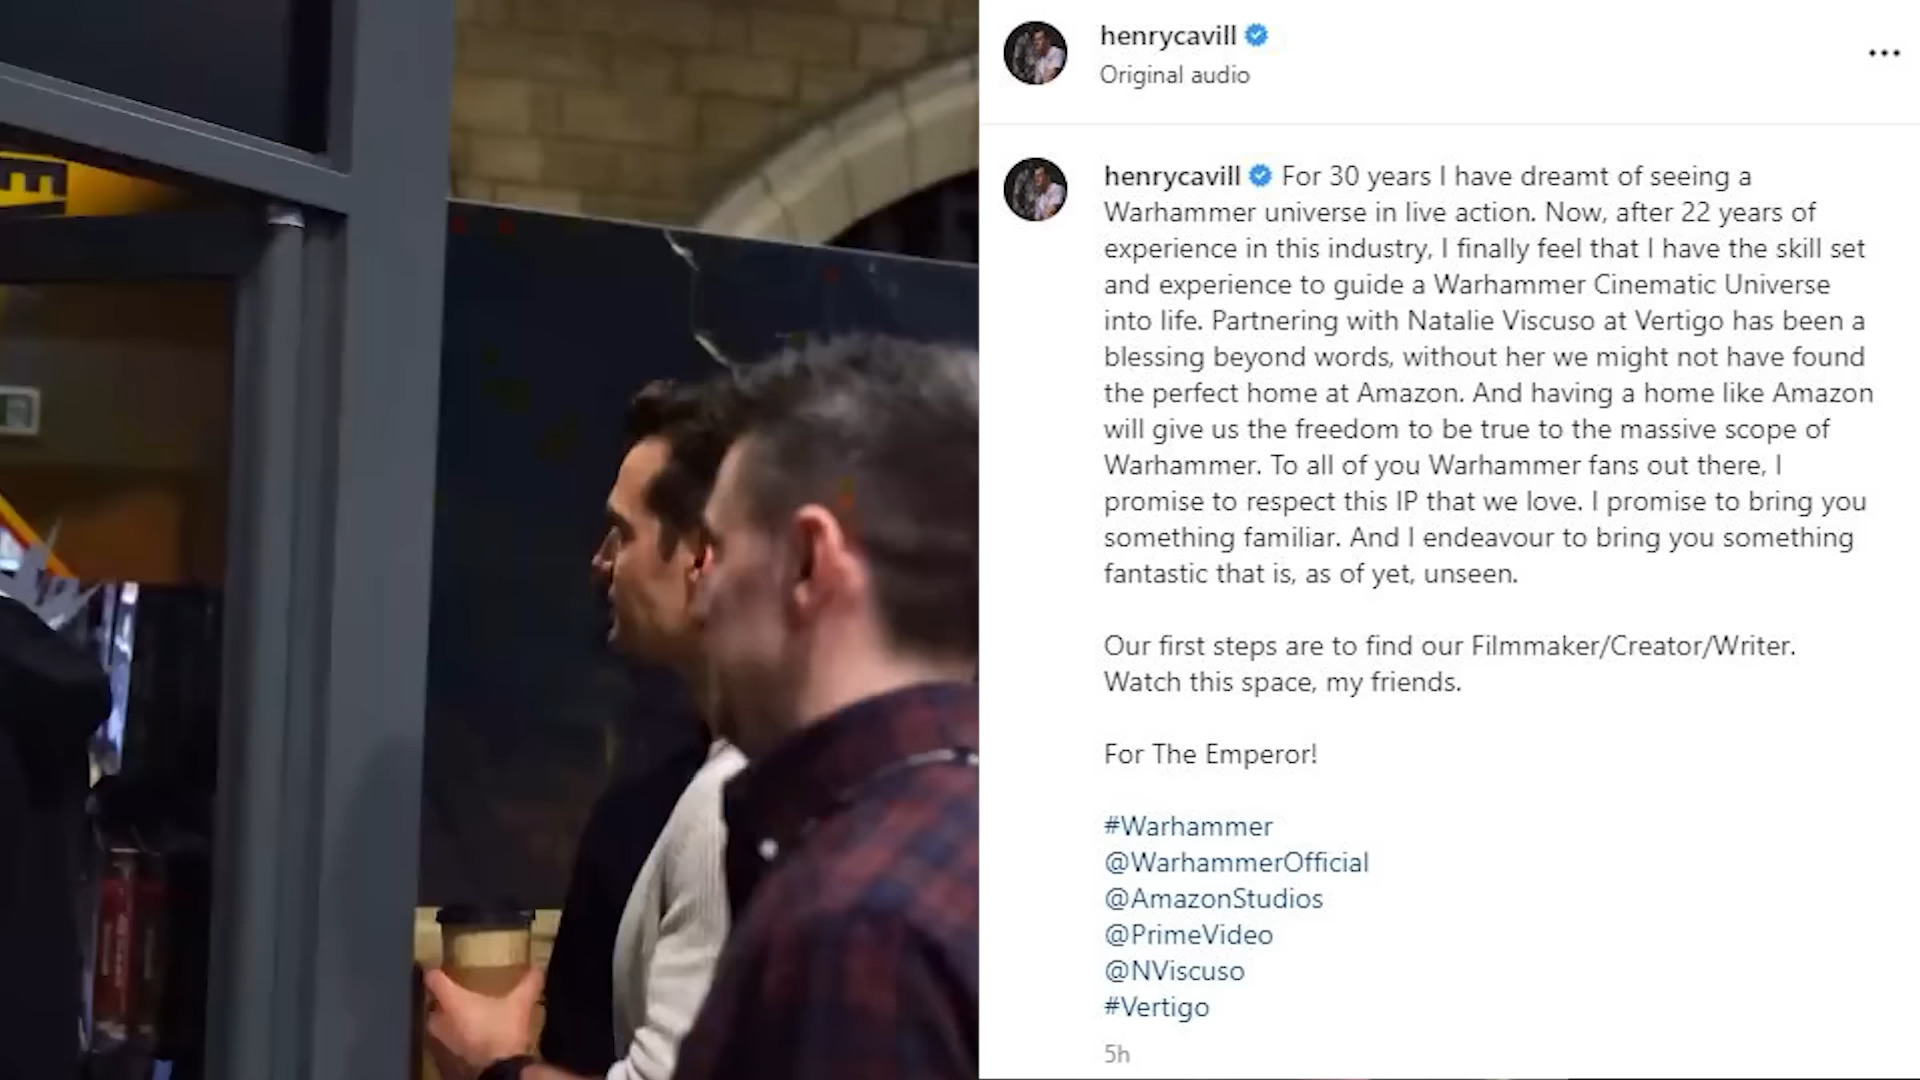 henrycavill
Original audio
henrycavill For 30 years I have dreamt of seeing a
Warhammer universe in live action. Now, after 22 years of
experience in this industry, I finally feel that I have the skill set
and experience to guide a Warhammer Cinematic Universe
into life. Partnering with Natalie Viscuso at Vertigo has been a
blessing beyond words, without her we might not have found
the perfect home at Amazon. And having a home like Amazon
will give us the freedom to be true to the massive scope of
Warhammer. To all of you Warhammer fans out there, I
promise to respect this IP that we love. I promise to bring you
something familiar. And I endeavour to bring you something
fantastic that is, as of yet, unseen.
Our first steps are to find our Filmmaker/Creator/Writer.
Watch this space, my friends.
For The Emperor!
#Warhammer
@WarhammerOfficial
@AmazonStudios
@PrimeVideo
@NViscuso
#Vertigo
5h